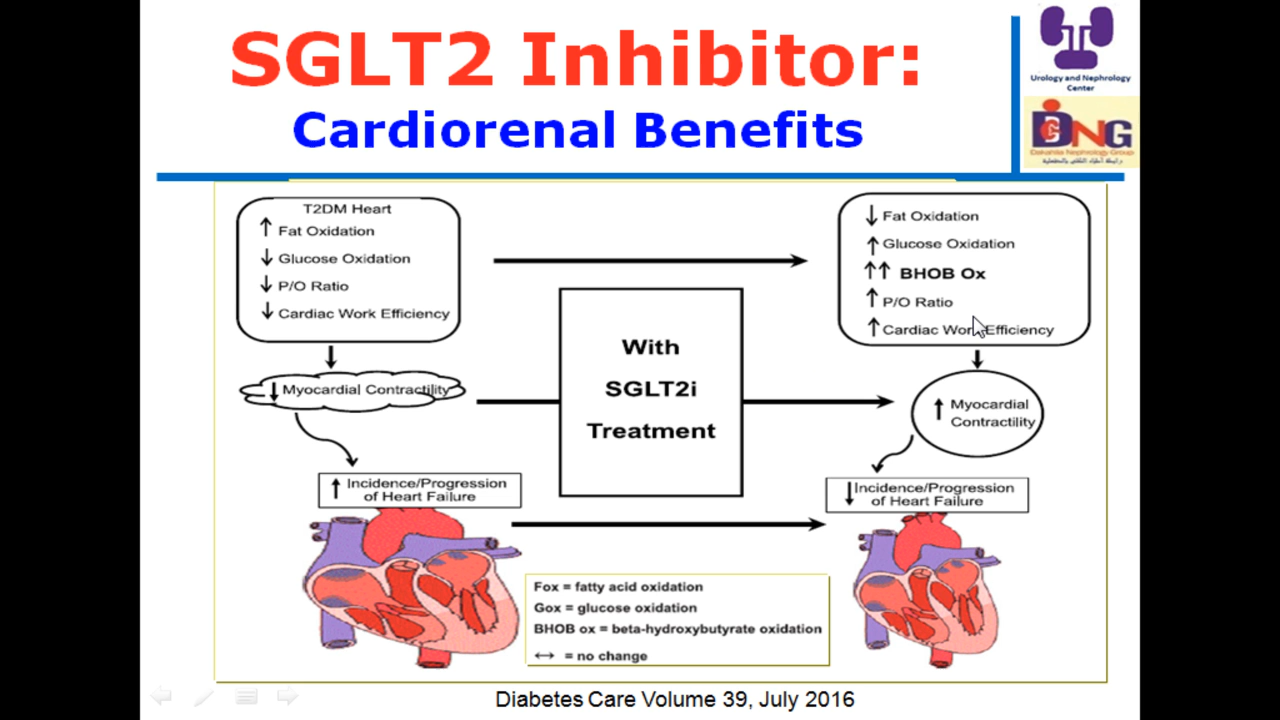 SGLT2 Inhibitor:
Cardiorenal Benefits
Urology and Nephrology
Center
DNG
Dakahlia Nephrology Group
T2DM Heart
↑ Fat Oxidation
↓ Glucose Oxidation
↓ P/O Ratio
↓ Cardiac Work Efficiency
↓ Myocardial Contractility
↑ Incidence/Progression
of Heart Failure
With
SGLT2i
Treatment
↓ Fat Oxidation
↑ Glucose Oxidation
↑↑ BHOB Ox
↑ P/O Ratio
↑ Cardiac Work Efficiency
↑ Myocardial
Contractility
↓ Incidence/Progression
of Heart Failure
Fox = fatty acid oxidation
Gox = glucose oxidation
BHOB ox = beta-hydroxybutyrate oxidation
↔ = no change
Diabetes Care Volume 39, July 2016